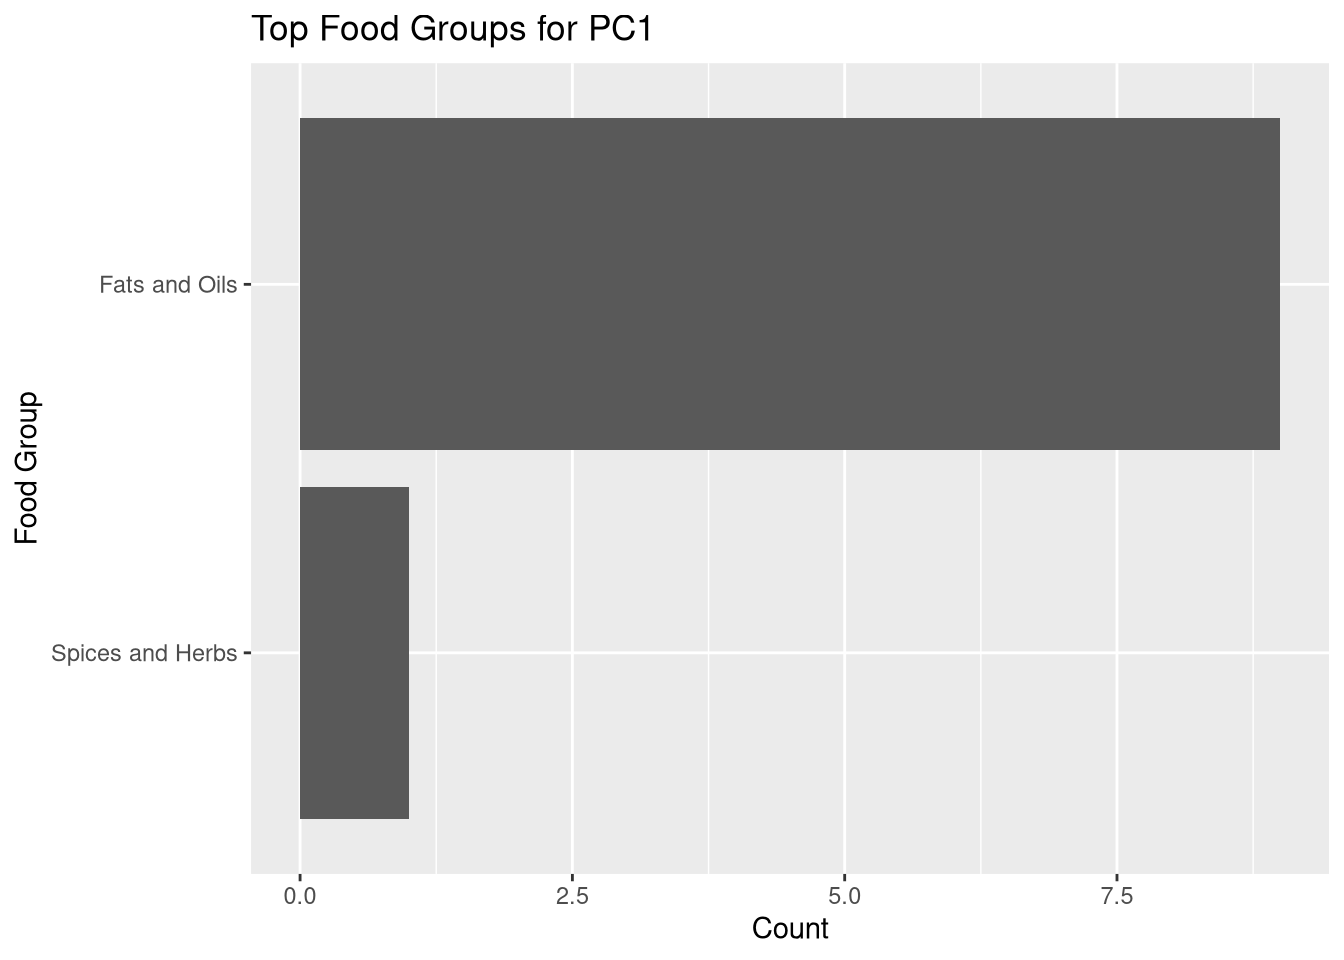 Top Food Groups for PC1
Food Group
Fats and Oils
Spices and Herbs
0.0 2.5 5.0 7.5
Count